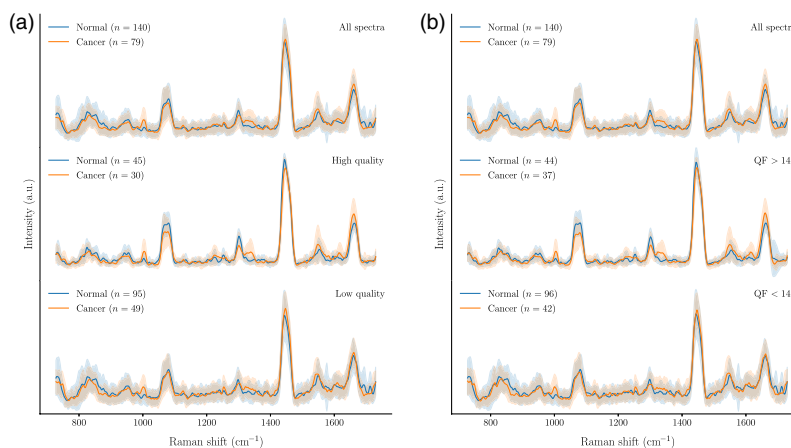 (a)
Normal (n = 140)
Cancer (n = 79)
All spectra
Normal (n = 45)
Cancer (n = 30)
High quality
Normal (n = 95)
Cancer (n = 49)
Low quality
Intensity (a.u.)
800 1000 1200 1400 1600
Raman shift (cm⁻¹)
(b)
Normal (n = 140)
Cancer (n = 79)
All spectra
Normal (n = 44)
Cancer (n = 37)
QF > 14
Normal (n = 96)
Cancer (n = 42)
QF < 14
Intensity (a.u.)
800 1000 1200 1400 1600
Raman shift (cm⁻¹)